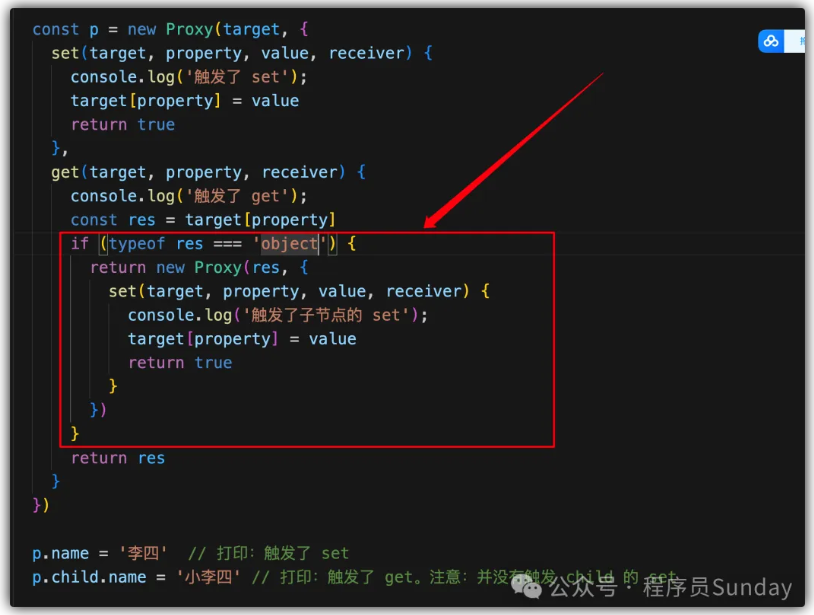 const p = new Proxy(target, {
set(target, property, value, receiver) {
console.log('触发了 set');
target[property] = value
return true
},
get(target, property, receiver) {
console.log('触发了 get');
const res = target[property]
if (typeof res === 'object') {
return new Proxy(res, {
set(target, property, value, receiver) {
console.log('触发了子节点的 set');
target[property] = value
return true
}
})
}
return res
}
})
p.name = '李四' // 打印：触发了 set
p.child.name = '小李四' // 打印：触发了 get。注意：并没有触发 child 的 set
公众号 · 程序员Sunday